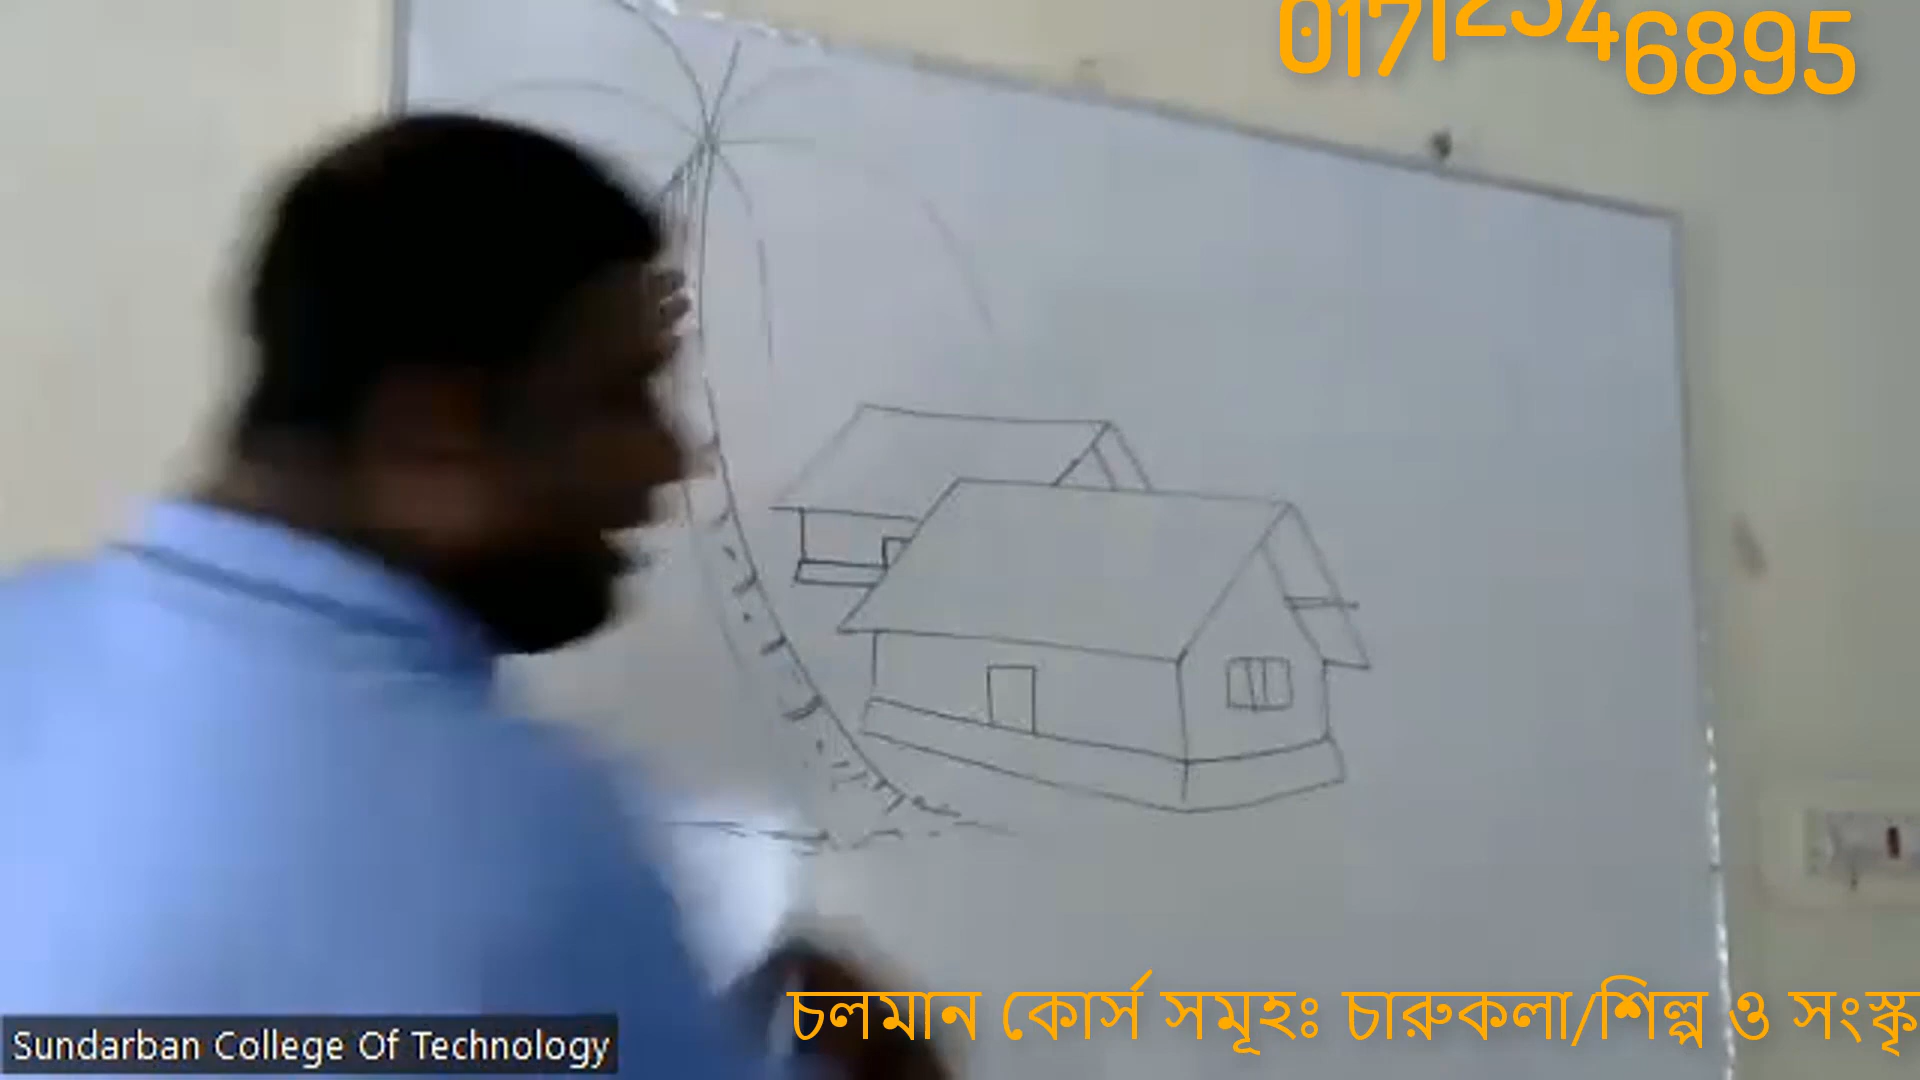 01712346895
চলমান কোর্স সমূহঃ চারুকলা/শিল্প ও সংস্কৃ
Sundarban College Of Technology